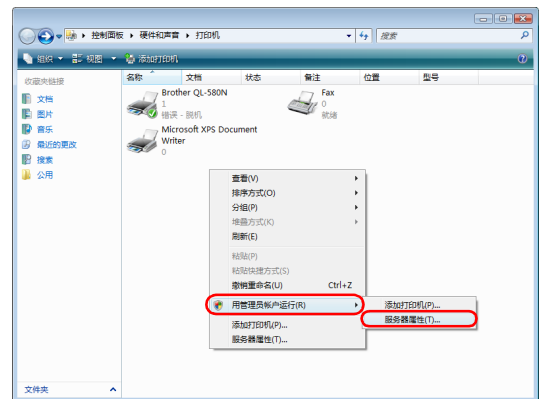 控制面板 ▸ 硬件和声音 ▸ 打印机
搜索
组织
视图
添加打印机
收藏夹链接
文档
图片
音乐
最近的更改
搜索
公用
文件夹
名称 文档 状态 备注 位置 型号
Brother QL-580N
1
错误 - 脱机
Fax
0
就绪
Microsoft XPS Document
Writer
0
查看(V)
排序方式(O)
分组(P)
堆叠方式(K)
刷新(E)
粘贴(P)
粘贴快捷方式(S)
撤销重命名(U) Ctrl+Z
用管理员帐户运行(R)
添加打印机(P)...
服务器属性(T)...
添加打印机(P)...
服务器属性(T)...